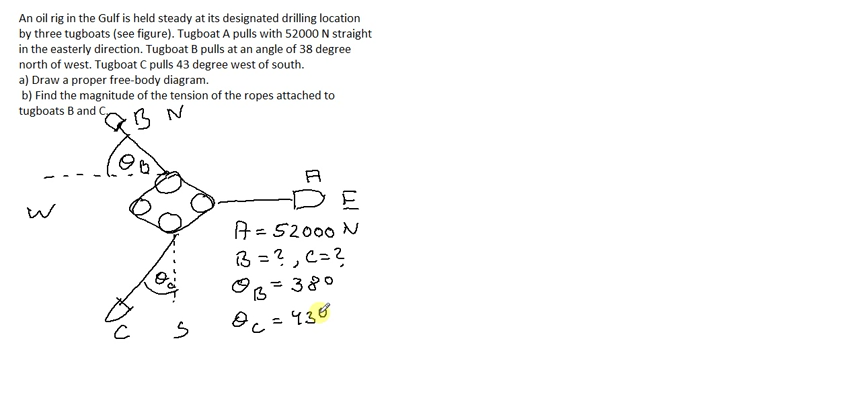 An oil rig in the Gulf is held steady at its designated drilling location
by three tugboats (see figure). Tugboat A pulls with 52000 N straight
in the easterly direction. Tugboat B pulls at an angle of 38 degree
north of west. Tugboat C pulls 43 degree west of south.
a) Draw a proper free-body diagram.
b) Find the magnitude of the tension of the ropes attached to
tugboats B and C.
B N
θB
A
W
E
A = 52000 N
B = ?, C = ?
θc
θB = 38°
θC = 43°
C S